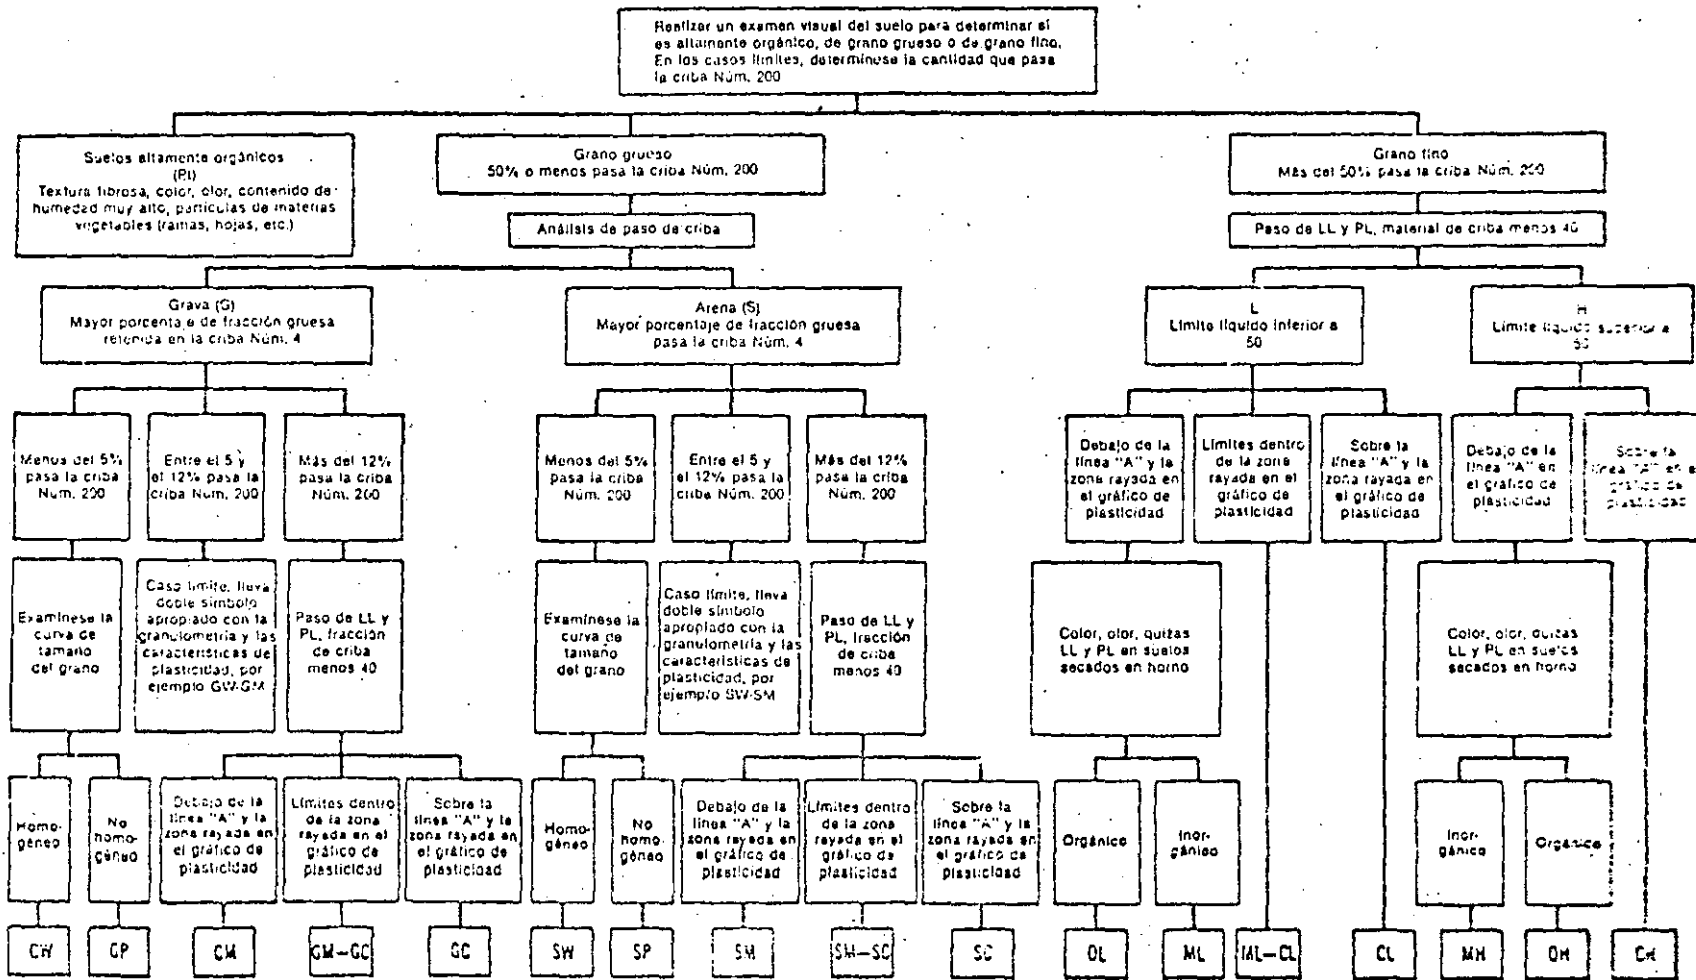 Realizar un examen visual del suelo para determinar si
es altamente orgánico, de grano grueso o de grano fino.
En los casos límites, determínese la cantidad que pasa
la criba Núm. 200
Suelos altamente orgánicos
(Pt)
Textura fibrosa, color, olor, contenido de
humedad muy alto, partículas de materias
vegetables (ramas, hojas, etc.)
Grano grueso
50% o menos pasa la criba Núm. 200
Grano fino
Más del 50% pasa la criba Núm. 200
Análisis de paso de criba
Paso de LL y PL, material de criba menos 40
Grava (G)
Mayor porcentaje de fracción gruesa
retenida en la criba Núm. 4
Arena (S)
Mayor porcentaje de fracción gruesa
pasa la criba Núm. 4
L
Límite líquido inferior a
50
H
Límite líquido superior a
50
Menos del 5%
pasa la criba
Núm. 200
Entre el 5 y
el 12% pasa la
criba Núm. 200
Más del 12%
pasa la criba
Núm. 200
Menos del 5%
pasa la criba
Núm. 200
Entre el 5 y
el 12% pasa la
criba Núm. 200
Más del 12%
pasa la criba
Núm. 200
Debajo de la
línea "A" y la
zona rayada en
el gráfico de
plasticidad
Límites dentro
de la zona
rayada en el
gráfico de
plasticidad
Sobre la
línea "A" y la
zona rayada en
el gráfico de
plasticidad
Debajo de la
línea "A" en
el gráfico de
plasticidad
Sobre la
línea "A" en el
gráfico de
plasticidad
Examínese la
curva de
tamaño
del grano
Caso límite, lleva
doble símbolo
apropiado con la
granulometría y las
características de
plasticidad, por
ejemplo GW-GM
Paso de LL y
PL, fracción
de criba
menos 40
Examínese la
curva de
tamaño
del grano
Caso límite, lleva
doble símbolo
apropiado con la
granulometría y las
características de
plasticidad, por
ejemplo SW-SM
Paso de LL y
PL, fracción
de criba
menos 40
Color, olor, quizas
LL y PL en suelos
secados en horno
Color, olor, quizas
LL y PL en suelos
secados en horno
Homo-
géneo
No
homo-
géneo
Debajo de la
línea "A" y la
zona rayada en
el gráfico de
plasticidad
Límites dentro
de la zona
rayada en el
gráfico de
plasticidad
Sobre la
línea "A" y la
zona rayada en
el gráfico de
plasticidad
Homo-
géneo
No
homo-
géneo
Debajo de la
línea "A" y la
zona rayada en
el gráfico de
plasticidad
Límites dentro
de la zona
rayada en el
gráfico de
plasticidad
Sobre la
línea "A" y la
zona rayada en
el gráfico de
plasticidad
Orgánico
Inor-
gánico
Inor-
gánico
Orgánico
GW
GP
GM
GM-GC
GC
SW
SP
SM
SM-SC
SC
OL
ML
ML-CL
CL
MH
OH
CH